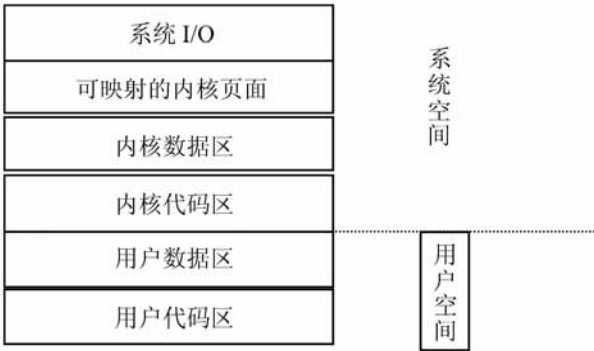 系统 I/O
可映射的内核页面
内核数据区
内核代码区
用户数据区
用户代码区
系统空间
用户空间